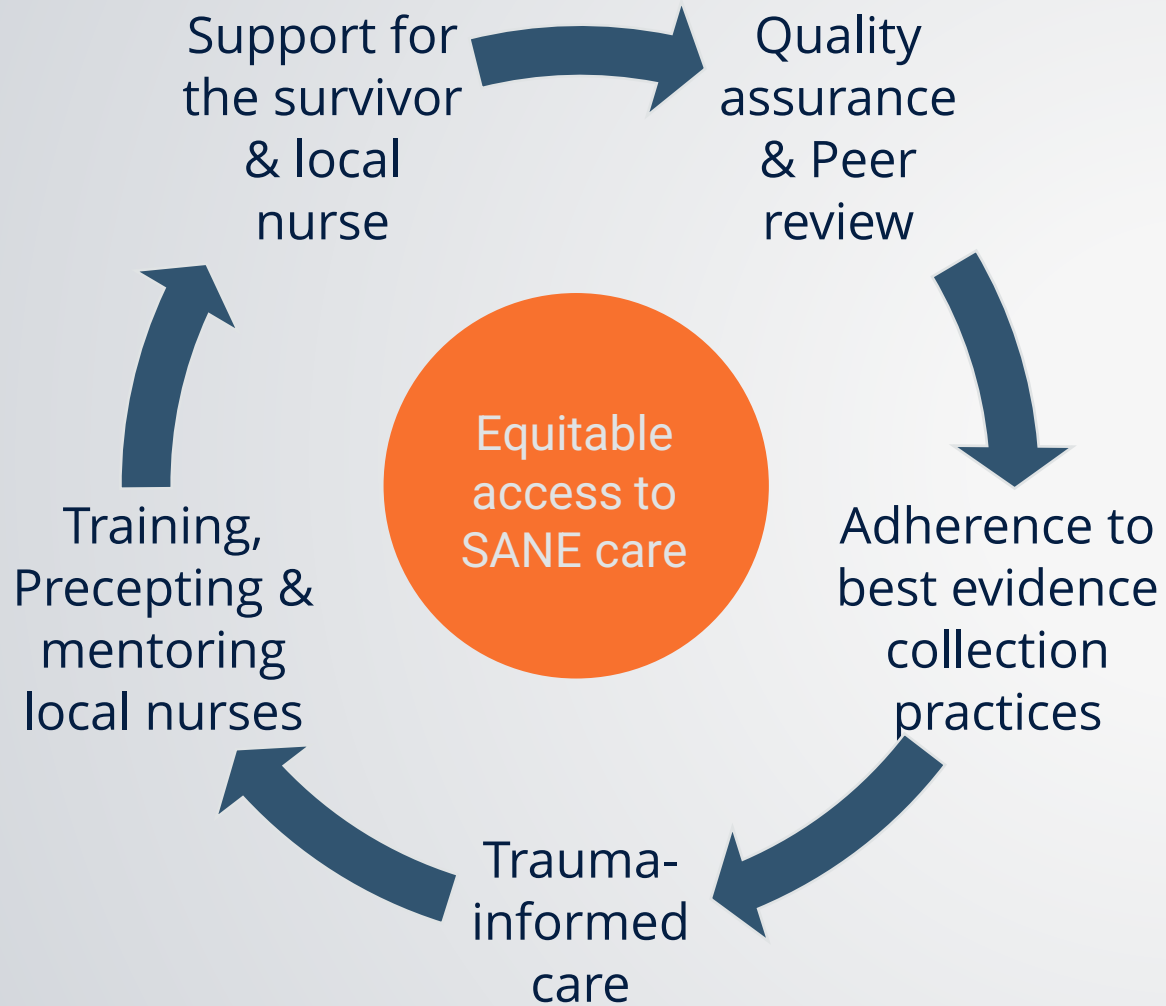 Support for
the survivor
& local
nurse
Quality
assurance
& Peer
review
Adherence to
best evidence
collection
practices
Trauma-
informed
care
Training,
Precepting &
mentoring
local nurses
Equitable
access to
SANE care